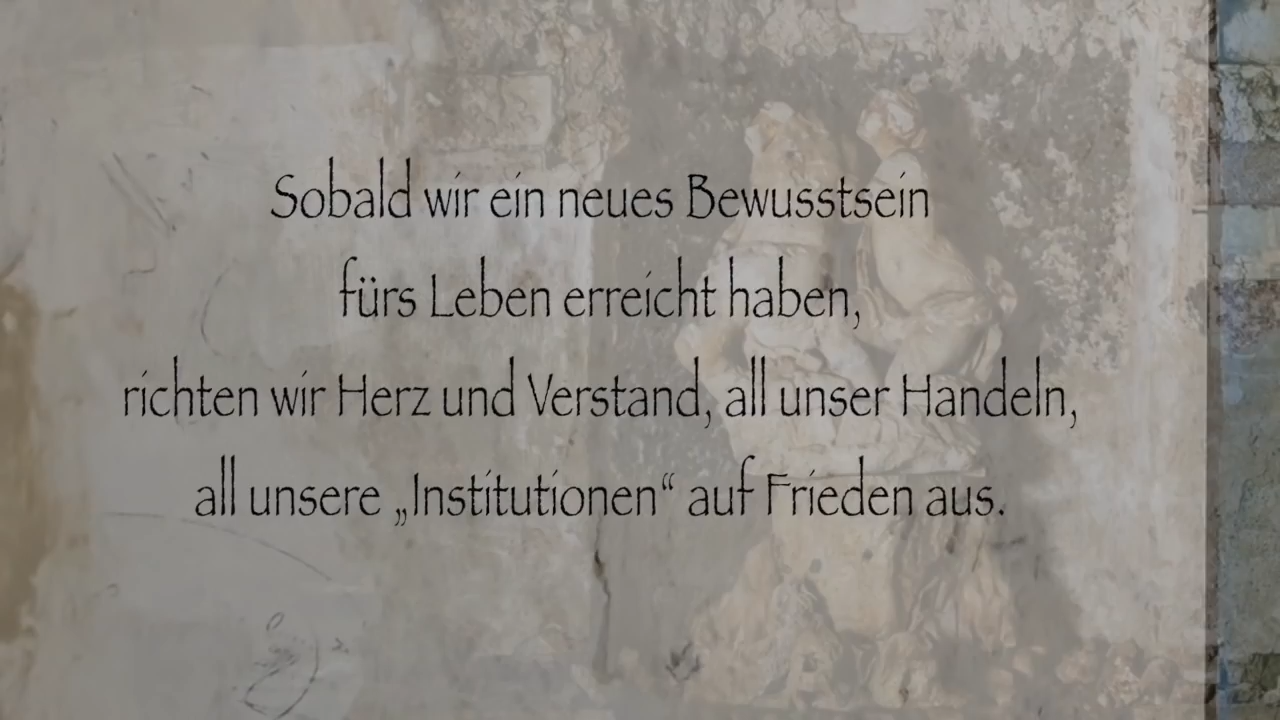 Sobald wir ein neues Bewusstsein
fürs Leben erreicht haben,
richten wir Herz und Verstand, all unser Handeln,
all unsere „Institutionen“ auf Frieden aus.